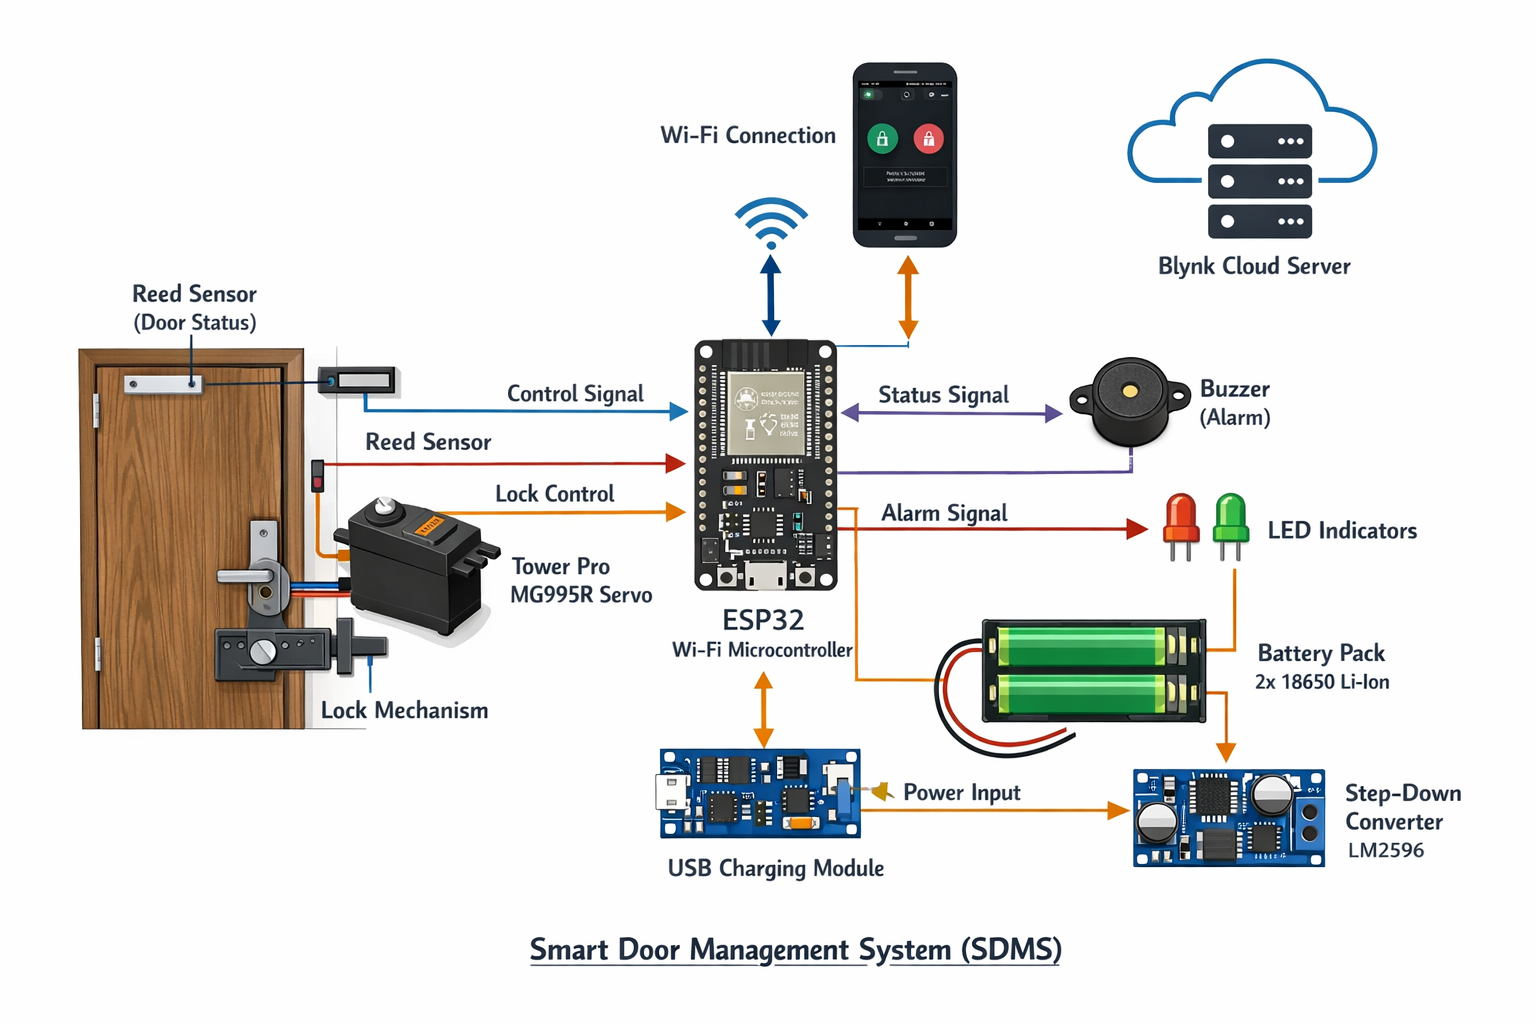 Wi-Fi Connection
Blynk Cloud Server
Reed Sensor
(Door Status)
Control Signal
Status Signal
Buzzer
(Alarm)
Reed Sensor
Lock Control
Alarm Signal
LED Indicators
Tower Pro
MG995R Servo
ESP32
Wi-Fi Microcontroller
Battery Pack
2x 18650 Li-Ion
Lock Mechanism
Power Input
Step-Down
Converter
LM2596
USB Charging Module
Smart Door Management System (SDMS)